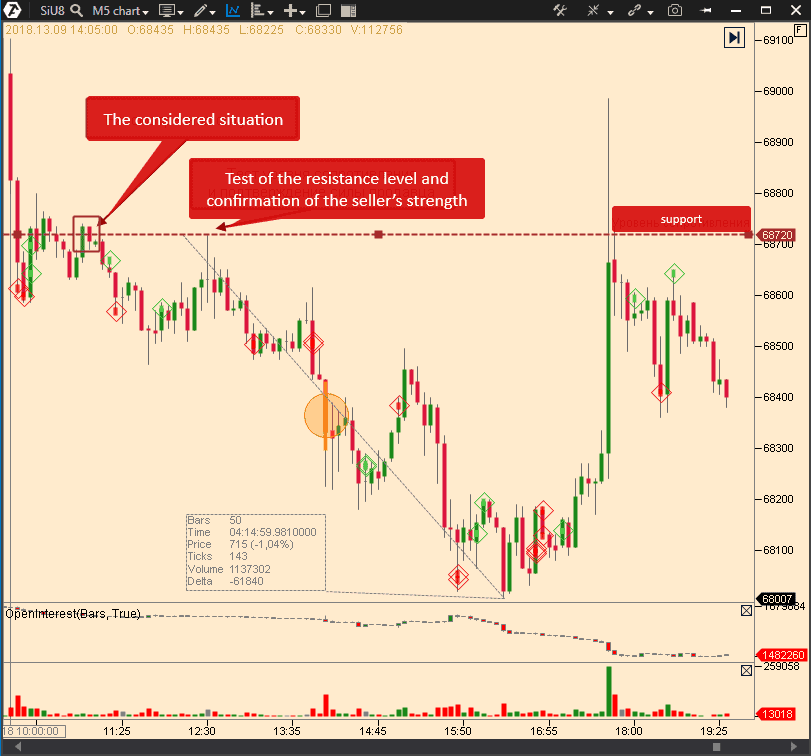 SiU8 M5 chart
2018.13.09 14:05:00 O:68435 H:68435 L:68225 C:68330 V:112756
F
69100
69000
The considered situation
68900
Test of the resistance level and
confirmation of the seller's strength
68800
support
68720
68700
68600
68500
68400
68300
68200
Bars 50
Time 04:14:59.9810000
Price 715 (-1,04%)
Ticks 143
Volume 1137302
Delta -61840
68100
68007
OpenInterest(Bars, True)
1482260
259058
13018
18 10:00:00 11:25 12:30 13:35 14:45 15:50 16:55 18:00 19:25